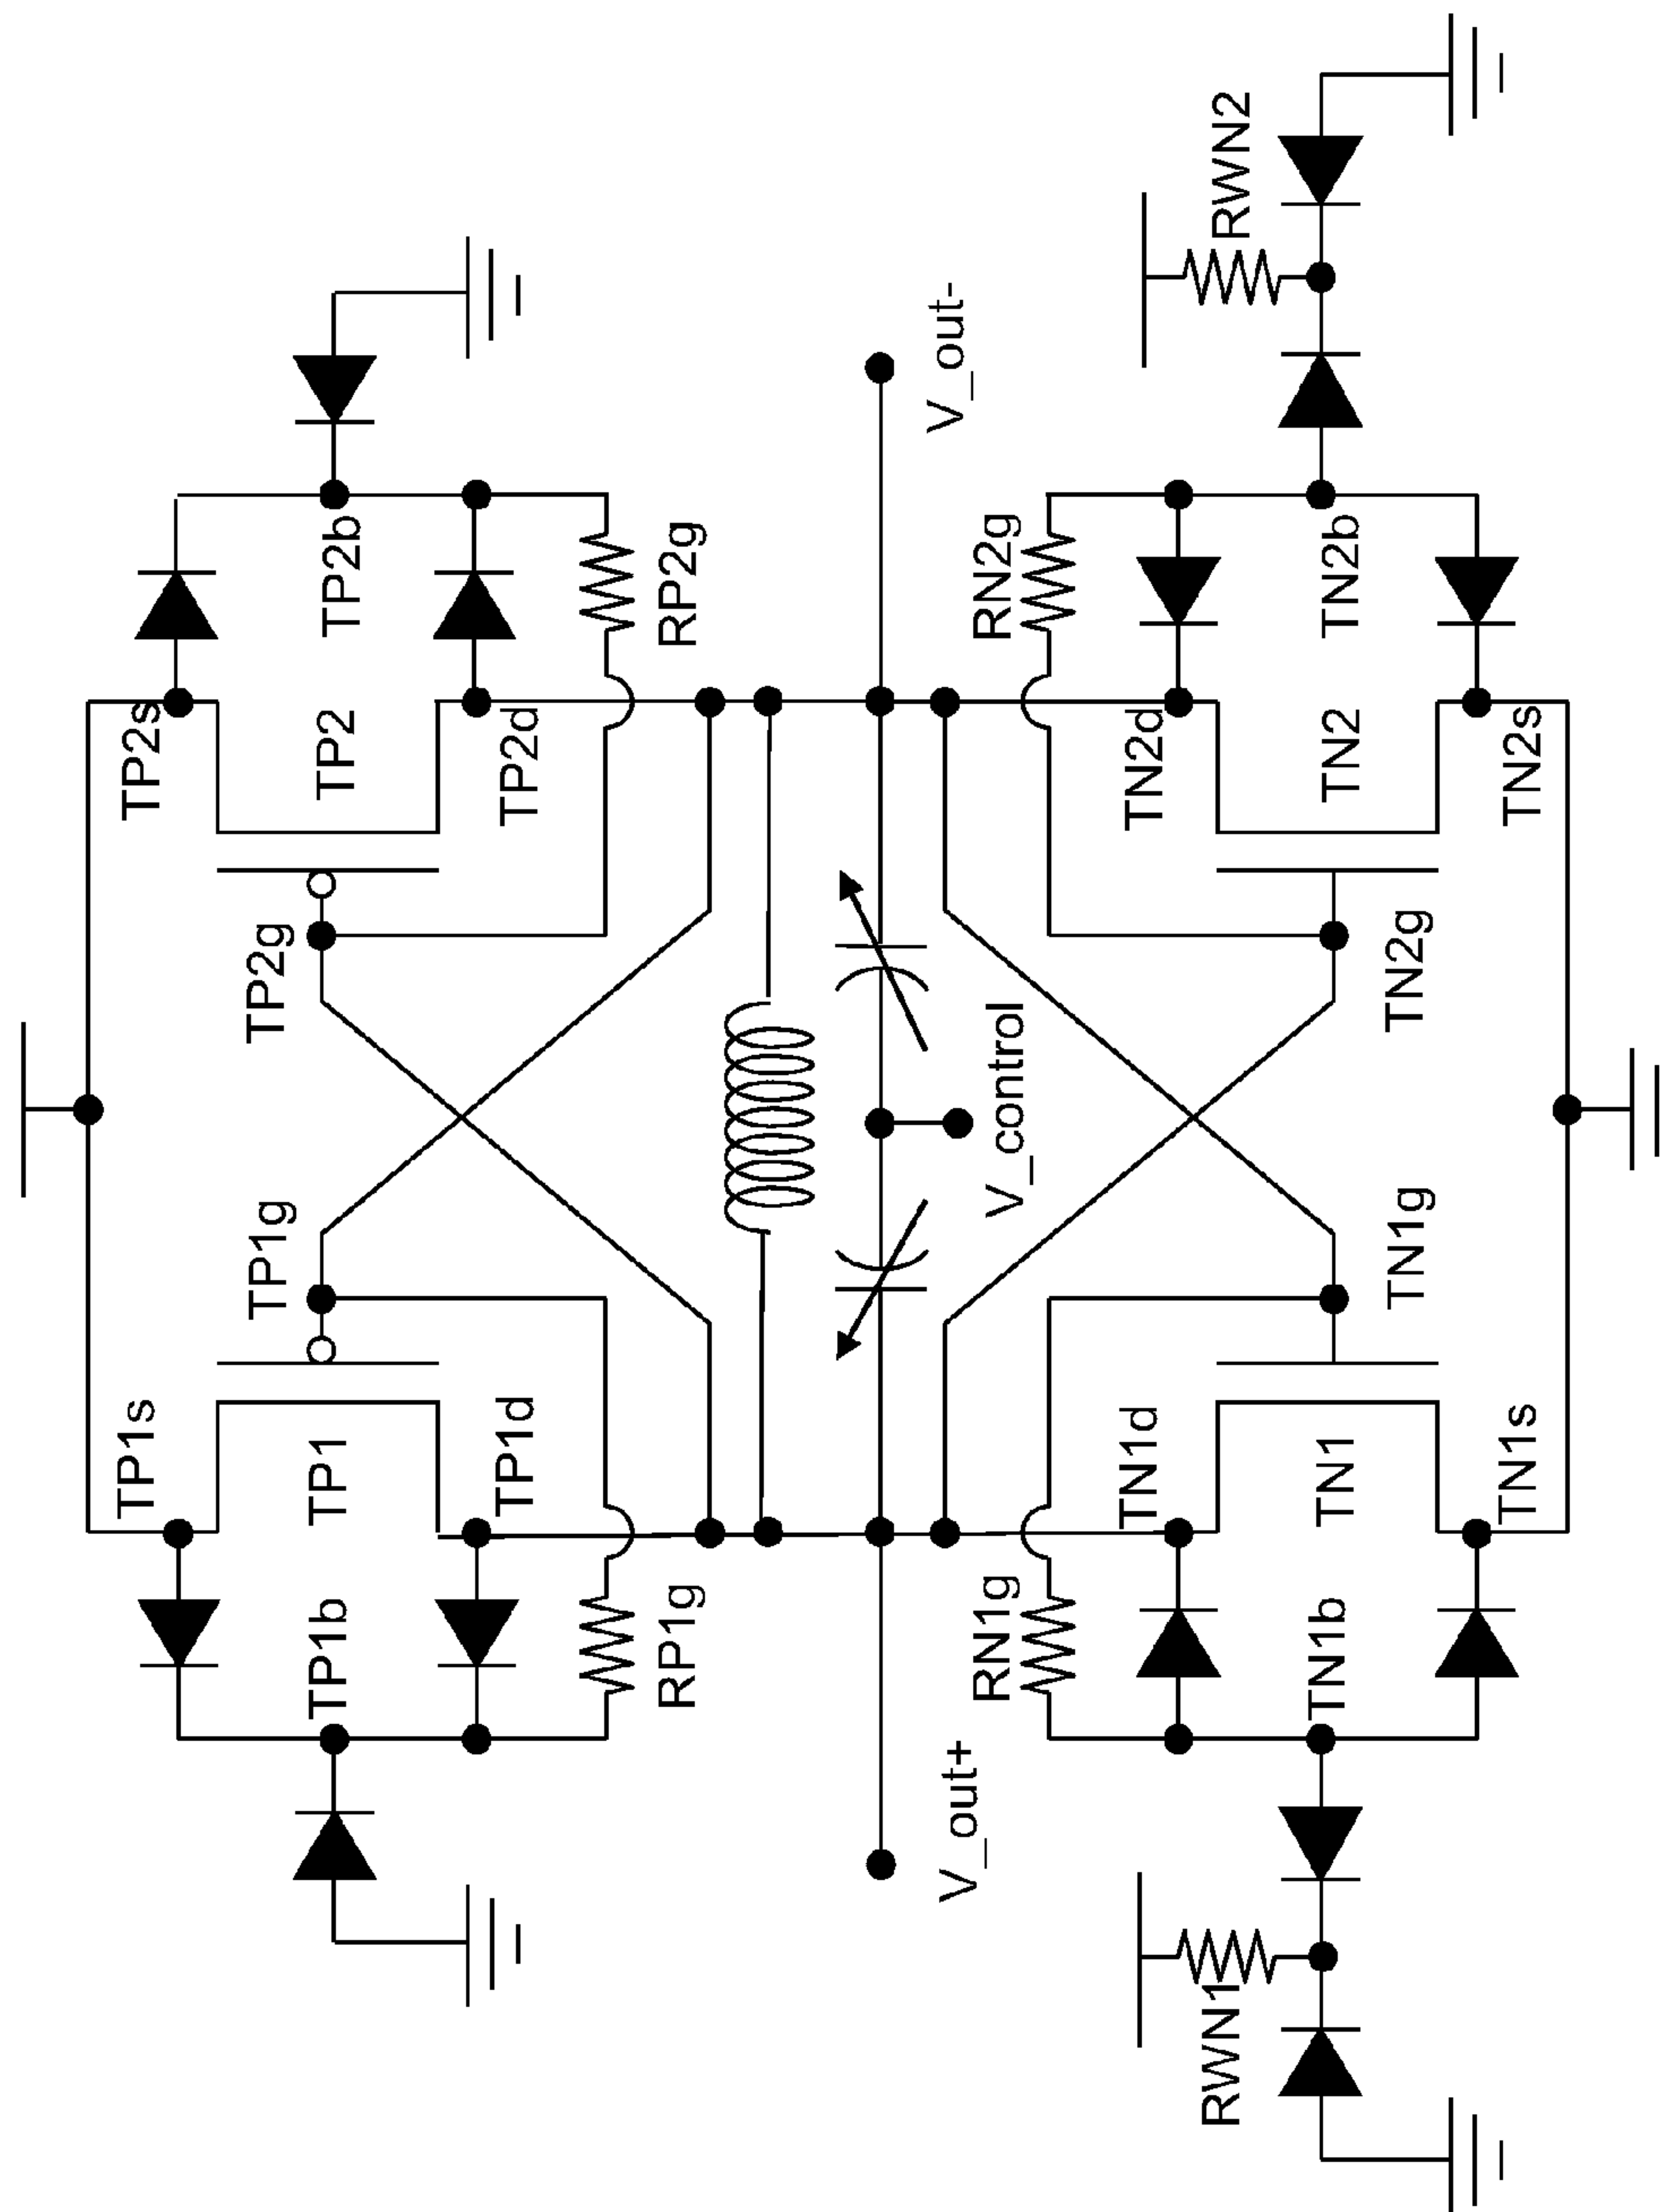 TP1s
TP2s
TP1g
TP2g
TP1b
TP1
TP2
TP2b
TP1d
TP2d
RP1g
RP2g
V_out+
V_control
V_out-
RN1g
RN2g
TN1d
TN2d
RWN1
RWN2
TN1b
TN1
TN2
TN2b
TN1g
TN2g
TN1s
TN2s